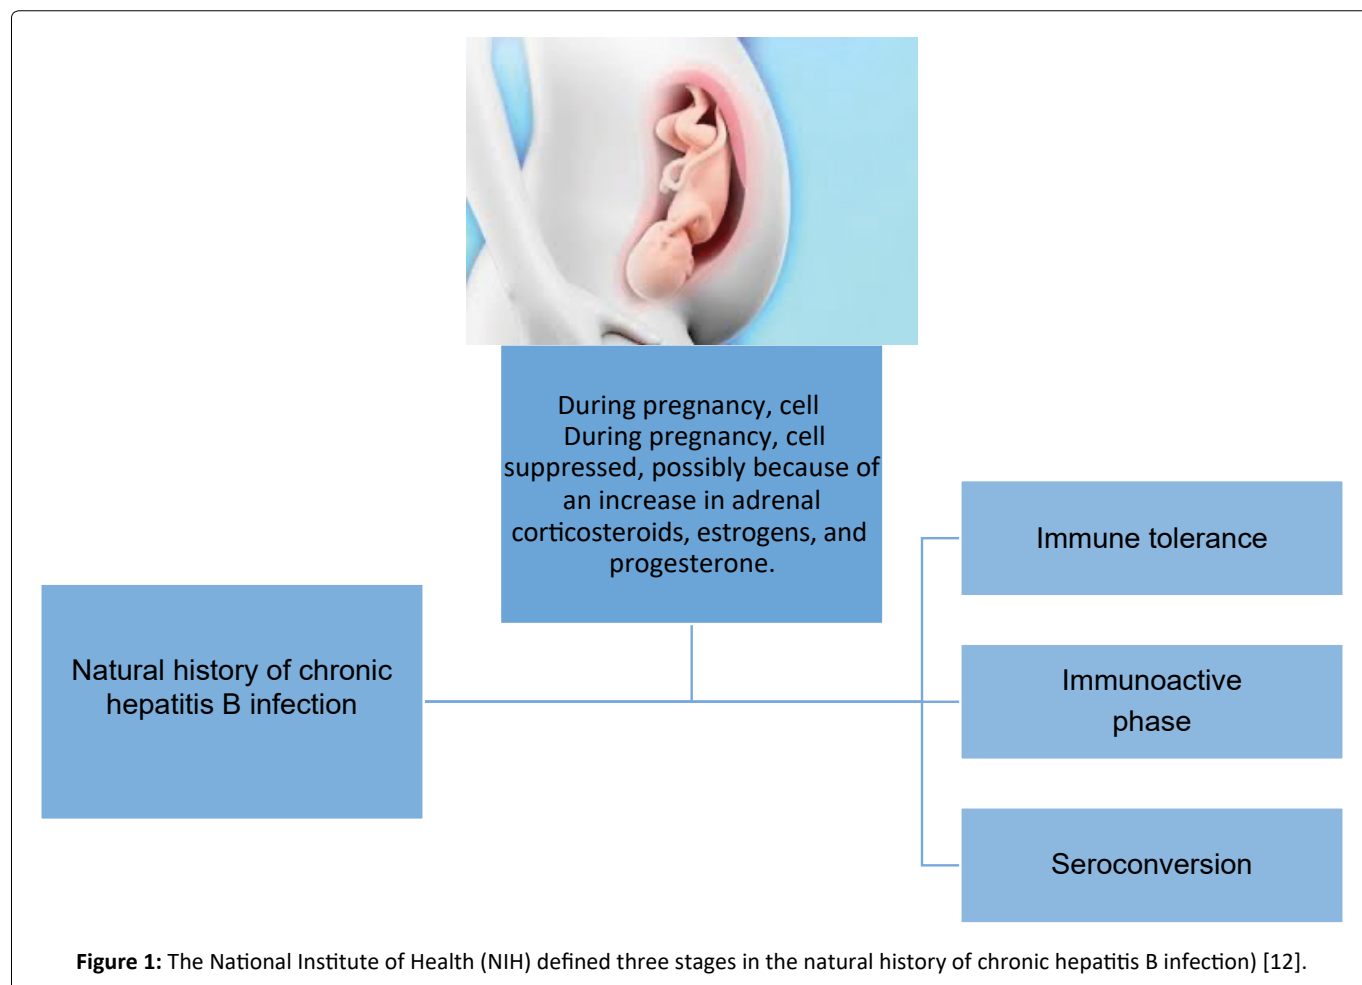 During pregnancy, cell
During pregnancy, cell
suppressed, possibly because of
an increase in adrenal
corticosteroids, estrogens, and
progesterone.
Natural history of chronic
hepatitis B infection
Immune tolerance
Immunoactive
phase
Seroconversion
Figure 1: The National Institute of Health (NIH) defined three stages in the natural history of chronic hepatitis B infection) [12].